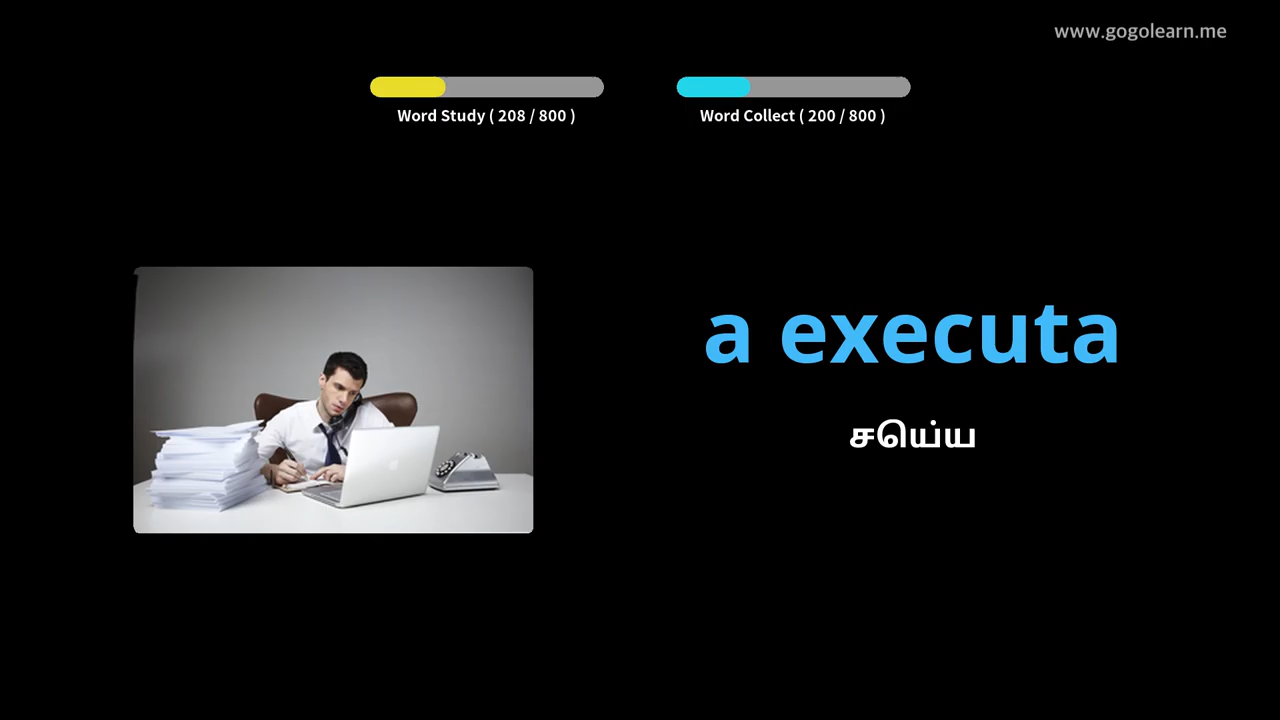 www.gogolearn.me
Word Study ( 208 / 800 )
Word Collect ( 200 / 800 )
a executa
சயெ்ய